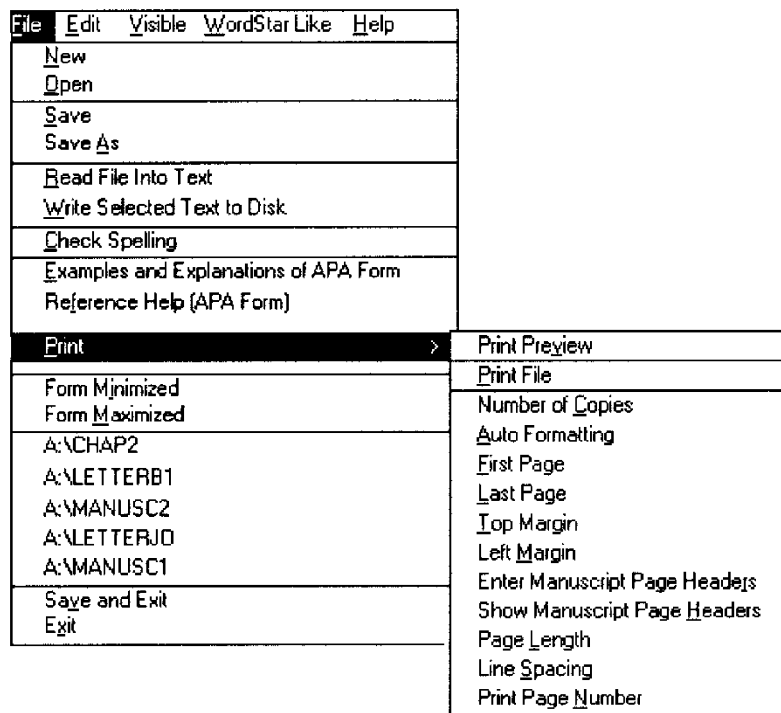 File Edit Visible WordStar Like Help
New
Open
Save
Save As
Read File Into Text
Write Selected Text to Disk
Check Spelling
Examples and Explanations of APA Form
Reference Help (APA Form)
Print >
Form Minimized
Form Maximized
A:\CHAP2
A:\LETTERB1
A:\MANUSC2
A:\LETTERJO
A:\MANUSC1
Save and Exit
Exit
Print Preview
Print File
Number of Copies
Auto Formatting
First Page
Last Page
Top Margin
Left Margin
Enter Manuscript Page Headers
Show Manuscript Page Headers
Page Length
Line Spacing
Print Page Number